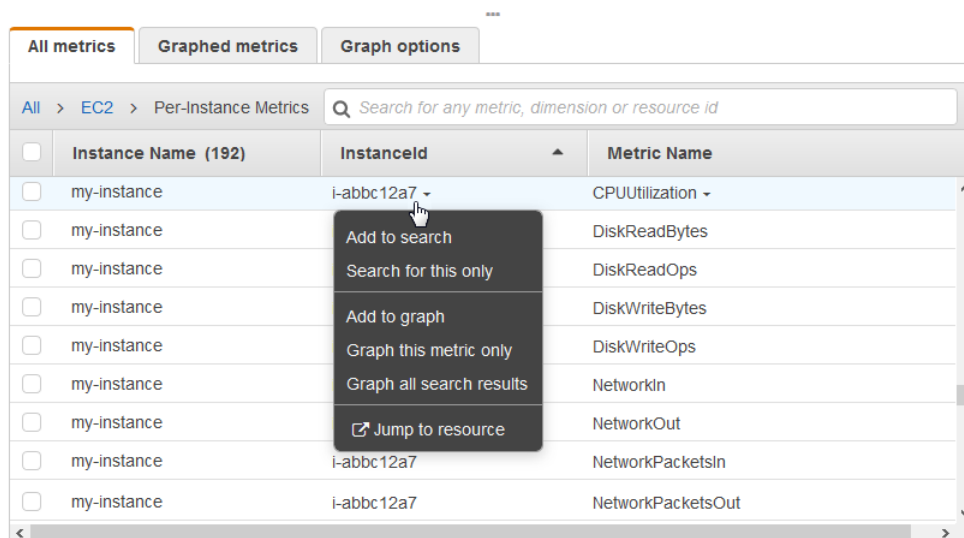 All metrics Graphed metrics Graph options
All > EC2 > Per-Instance Metrics Search for any metric, dimension or resource id
Instance Name (192) InstanceId Metric Name
my-instance i-abbc12a7 CPUUtilization
my-instance DiskReadBytes
my-instance DiskReadOps
my-instance DiskWriteBytes
my-instance DiskWriteOps
my-instance NetworkIn
my-instance NetworkOut
my-instance i-abbc12a7 NetworkPacketsIn
my-instance i-abbc12a7 NetworkPacketsOut
Add to search
Search for this only
Add to graph
Graph this metric only
Graph all search results
Jump to resource